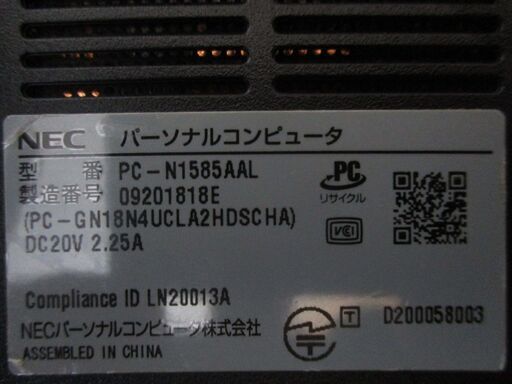 NEC パーソナルコンピュータ
型 番 PC-N1585AAL
製造番号 09201818E
(PC-GN18N4UCLA2HDSCHA)
DC20V 2.25A
PC
リサイクル
VCCI
Compliance ID LN20013A
NECパーソナルコンピュータ株式会社
ASSEMBLED IN CHINA
T D200058003